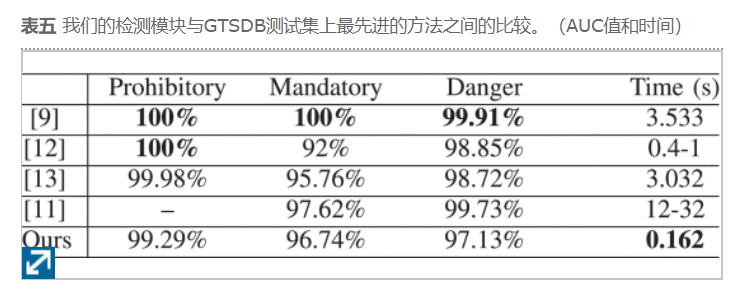 表五 我们的检测模块与GTSDB测试集上最先进的方法之间的比较。（AUC值和时间）
Prohibitory Mandatory Danger Time (s)
[9] 100% 100% 99.91% 3.533
[12] 100% 92% 98.85% 0.4-1
[13] 99.98% 95.76% 98.72% 3.032
[11] – 97.62% 99.73% 12-32
Ours 99.29% 96.74% 97.13% 0.162